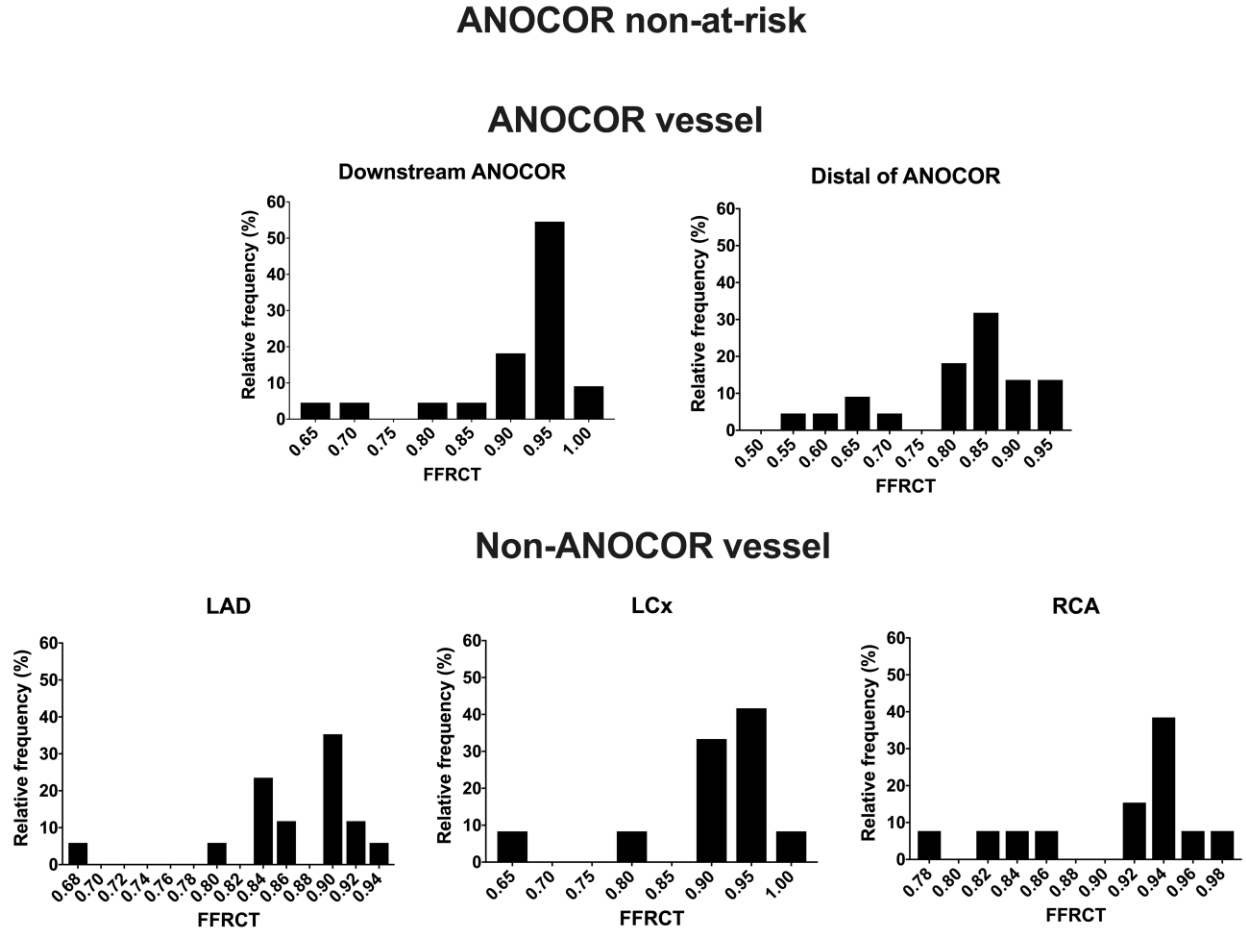 ANOCOR non-at-risk
ANOCOR vessel
Downstream ANOCOR
Relative frequency (%)
60
50
40
30
20
10
0
0.65 0.70 0.75 0.80 0.85 0.90 0.95 1.00
FFRCT
Distal of ANOCOR
Relative frequency (%)
60
50
40
30
20
10
0
0.50 0.55 0.60 0.65 0.70 0.75 0.80 0.85 0.90 0.95
FFRCT
Non-ANOCOR vessel
LAD
Relative frequency (%)
60
50
40
30
20
10
0
0.68 0.70 0.72 0.74 0.76 0.78 0.80 0.82 0.84 0.86 0.88 0.90 0.92 0.94
FFRCT
LCx
Relative frequency (%)
60
50
40
30
20
10
0
0.65 0.70 0.75 0.80 0.85 0.90 0.95 1.00
FFRCT
RCA
Relative frequency (%)
60
50
40
30
20
10
0
0.78 0.80 0.82 0.84 0.86 0.88 0.90 0.92 0.94 0.96 0.98
FFRCT